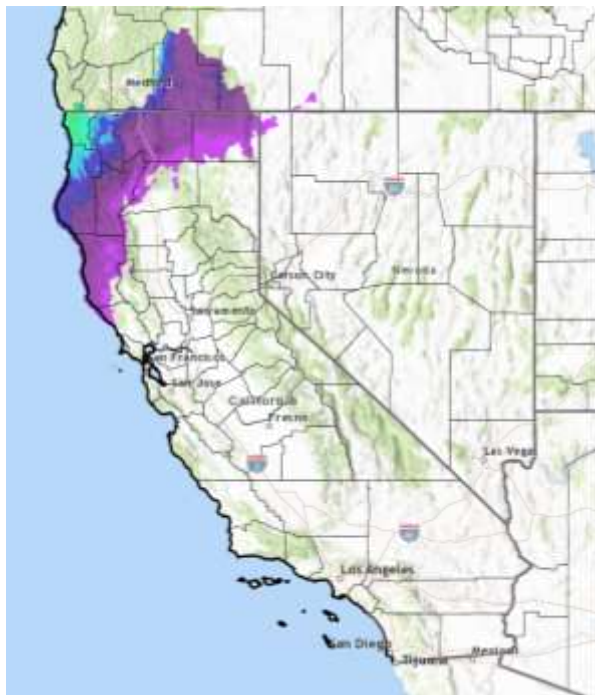 Medford
Carson City
Nevada
Sacramento
San Francisco
San Jose
California
Fresno
Las Vegas
Los Angeles
San Diego
Tijuana
Mexicali